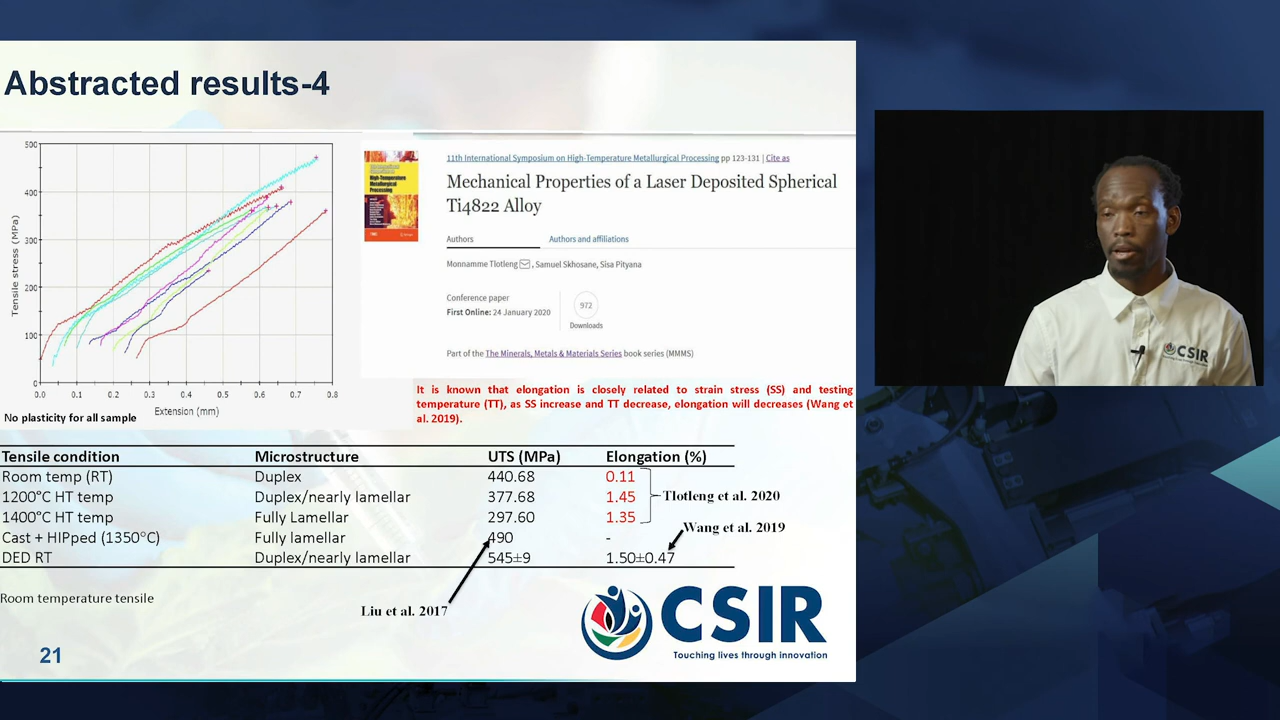 Abstracted results-4
500
400
300
200
100
0
0.0
0.1
0.2
0.3
0.4
0.5
0.6
0.7
0.8
Tensile stress (MPa)
Extension (mm)
No plasticity for all sample
11th International Symposium on High-Temperature Metallurgical Processing pp 123-131 | Cite as
Mechanical Properties of a Laser Deposited Spherical
Ti4822 Alloy
Authors
Authors and affiliations
Monnamme Tlotleng, Samuel Skhosane, Sisa Pityana
Conference paper
First Online: 24 January 2020
972
Downloads
Part of the The Minerals, Metals & Materials Series book series (MMMS)
High-Temperature
Metallurgical
Processing
It is known that elongation is closely related to strain stress (SS) and testing
temperature (TT), as SS increase and TT decrease, elongation will decreases (Wang et
al. 2019).
Tensile condition Microstructure UTS (MPa) Elongation (%)
Room temp (RT) Duplex 440.68 0.11
1200°C HT temp Duplex/nearly lamellar 377.68 1.45
1400°C HT temp Fully Lamellar 297.60 1.35
Cast + HIPped (1350°C) Fully lamellar 490 -
DED RT Duplex/nearly lamellar 545±9 1.50±0.47
Tlotleng et al. 2020
Wang et al. 2019
Liu et al. 2017
Room temperature tensile
21
CSIR
Touching lives through innovation
CSIR